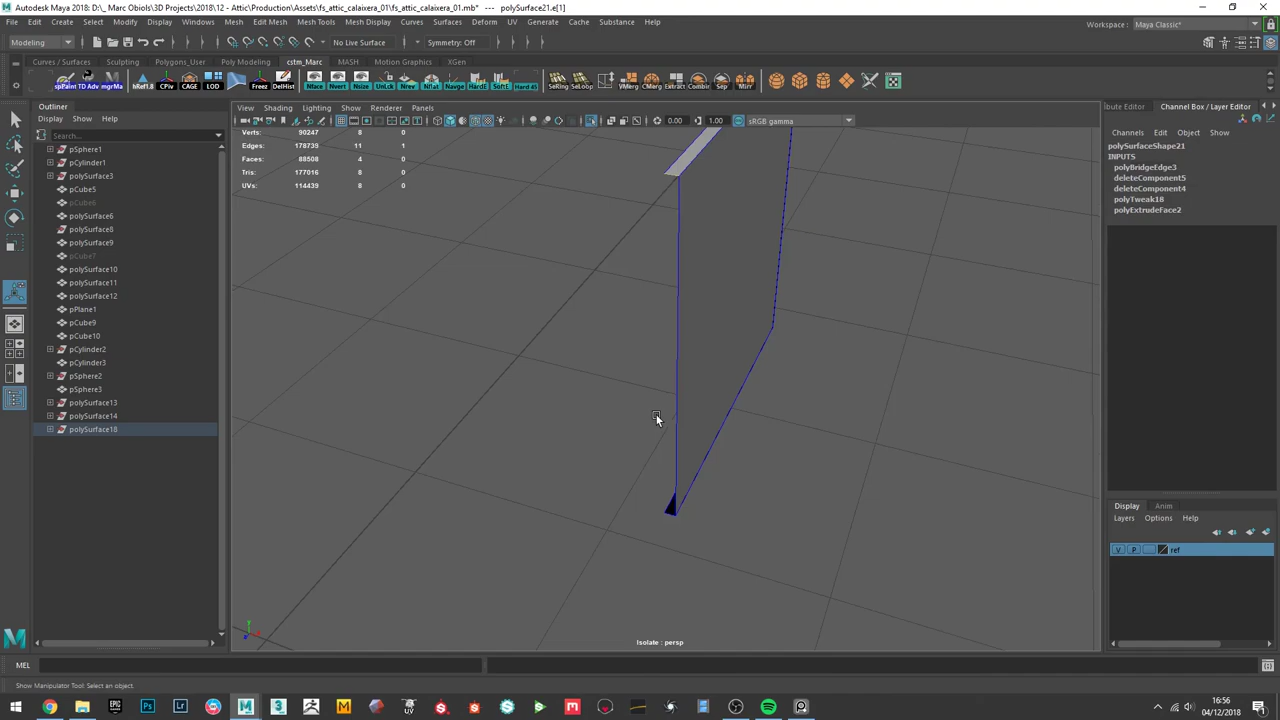 Autodesk Maya 2018: D:\_ Marc Obiols\3D Projects\2018\12 - Attic\Production\Assets\fs_attic_calaixera_01\fs_attic_calaixera_01.mb* --- polySurface21.e[1]
File Edit Create Select Modify Display Windows Mesh Edit Mesh Mesh Tools Mesh Display Curves Surfaces Deform UV Generate Cache Substance Help
Workspace: Maya Classic*
Modeling No Live Surface Symmetry: Off
Curves / Surfaces Sculpting Polygons_User Poly Modeling cstm_Marc MASH Motion Graphics XGen
Outliner
Display Show Help
Search...
pSphere1
pCylinder1
polySurface3
pCube5
pCube6
polySurface6
polySurface8
polySurface9
pCube7
polySurface10
polySurface11
polySurface12
pPlane1
pCube9
pCube10
pCylinder2
pCylinder3
pSphere2
pSphere3
polySurface13
polySurface14
polySurface18
View Shading Lighting Show Renderer Panels
0.00 1.00 sRGB gamma
Verts: 90247 8 0
Edges: 178739 11 1
Faces: 88508 4 0
Tris: 177016 8 0
UVs: 114439 8 0
Isolate : persp
Channel Box / Layer Editor
Channels Edit Object Show
polySurfaceShape21
INPUTS
polyBridgeEdge3
deleteComponent5
deleteComponent4
polyTweak18
polyExtrudeFace2
Display Anim
Layers Options Help
V P ref
MEL
Show Manipulator Tool: Select an object.
16:56
04/12/2018